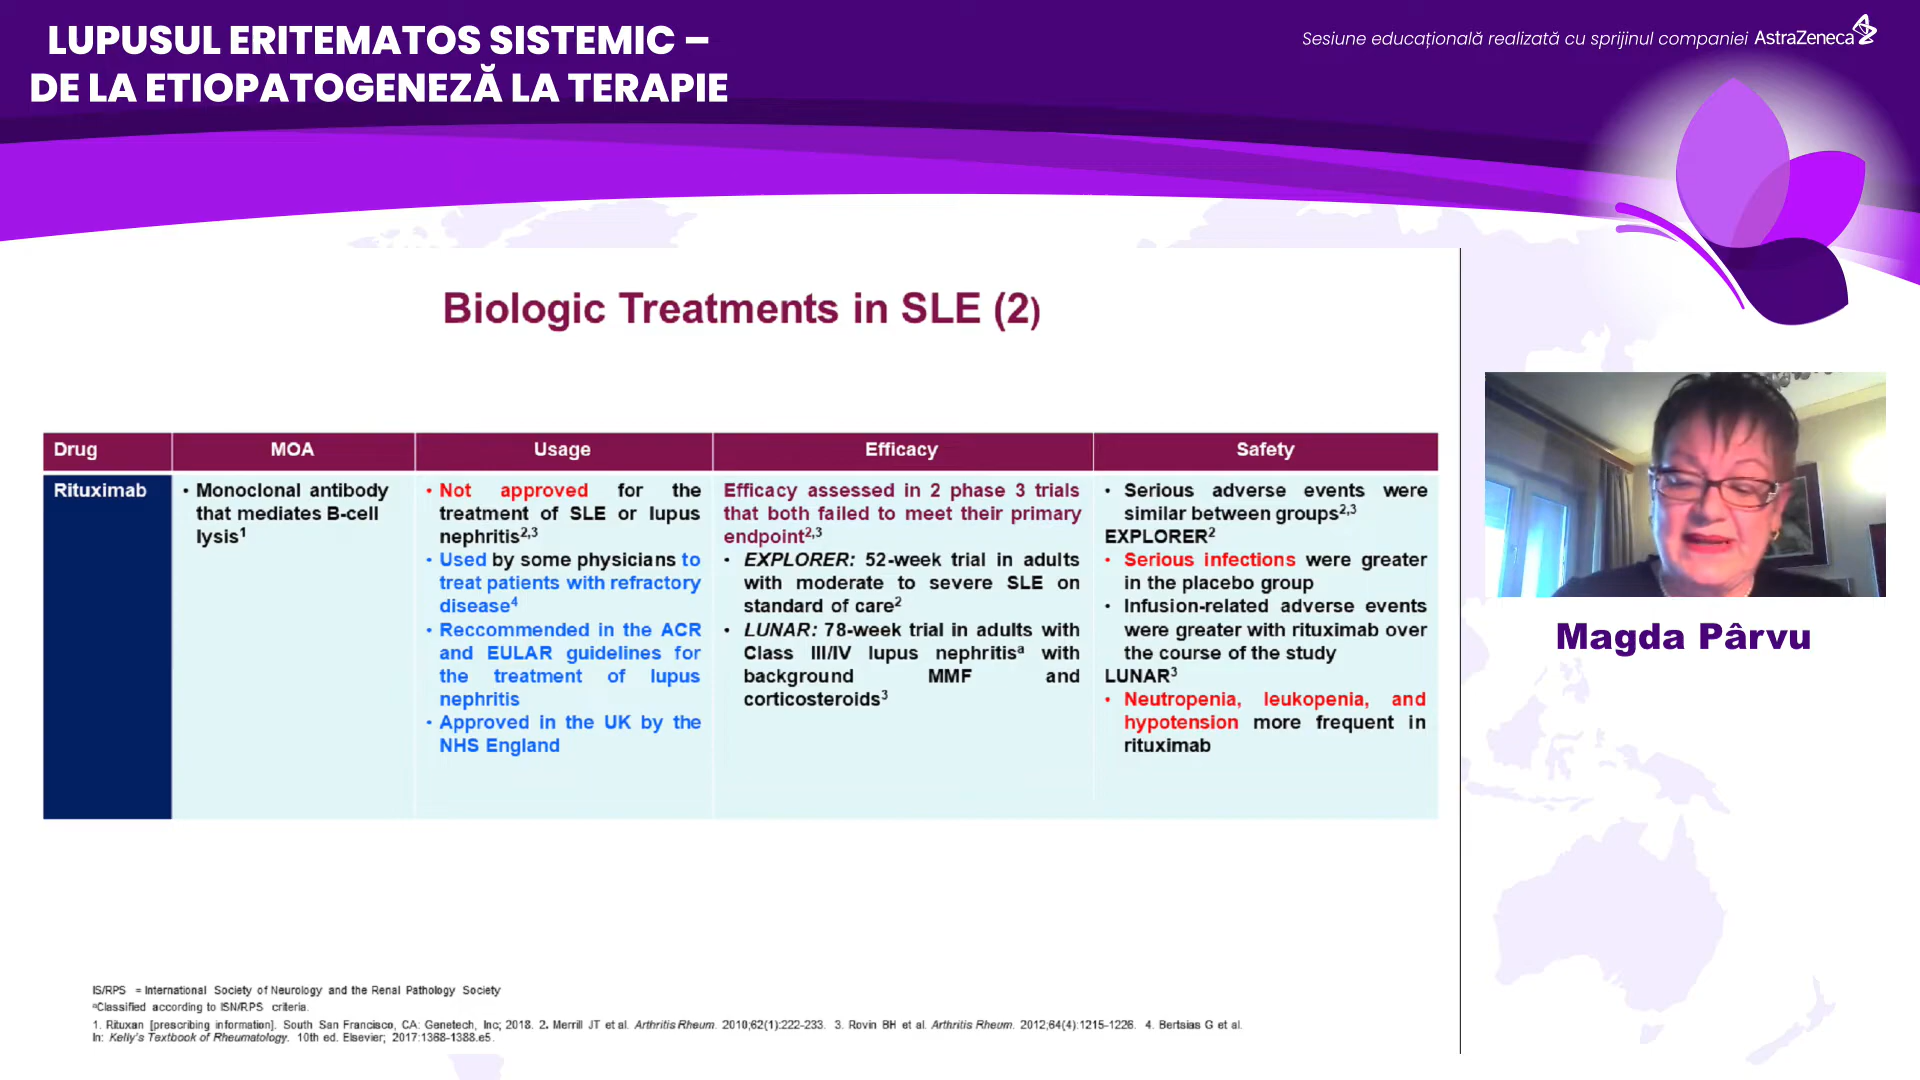 LUPUSUL ERITEMATOS SISTEMIC –
DE LA ETIOPATOGENEZĂ LA TERAPIE
Sesiune educațională realizată cu sprijinul companiei AstraZeneca
Biologic Treatments in SLE (2)
Drug
MOA
Usage
Efficacy
Safety
Rituximab
• Monoclonal antibody
that mediates B-cell
lysis1
• Not approved for the
treatment of SLE or lupus
nephritis2,3
• Used by some physicians to
treat patients with refractory
disease4
• Reccommended in the ACR
and EULAR guidelines for
the treatment of lupus
nephritis
• Approved in the UK by the
NHS England
Efficacy assessed in 2 phase 3 trials
that both failed to meet their primary
endpoint2,3
• EXPLORER: 52-week trial in adults
with moderate to severe SLE on
standard of care2
• LUNAR: 78-week trial in adults with
Class III/IV lupus nephritisa with
background MMF and
corticosteroids3
• Serious adverse events were
similar between groups2,3
EXPLORER2
• Serious infections were greater
in the placebo group
• Infusion-related adverse events
were greater with rituximab over
the course of the study
LUNAR3
• Neutropenia, leukopenia, and
hypotension more frequent in
rituximab
Magda Pârvu
IS/RPS = International Society of Neurology and the Renal Pathology Society
aClassified according to ISN/RPS criteria.
1. Rituxan [prescribing information]. South San Francisco, CA: Genetech, Inc; 2018. 2. Merrill JT et al. Arthritis Rheum. 2010;62(1):222-233. 3. Rovin BH et al. Arthritis Rheum. 2012;64(4):1215-1226. 4. Bertsias G et al.
In: Kelly's Textbook of Rheumatology. 10th ed. Elsevier; 2017:1368-1388.e5.